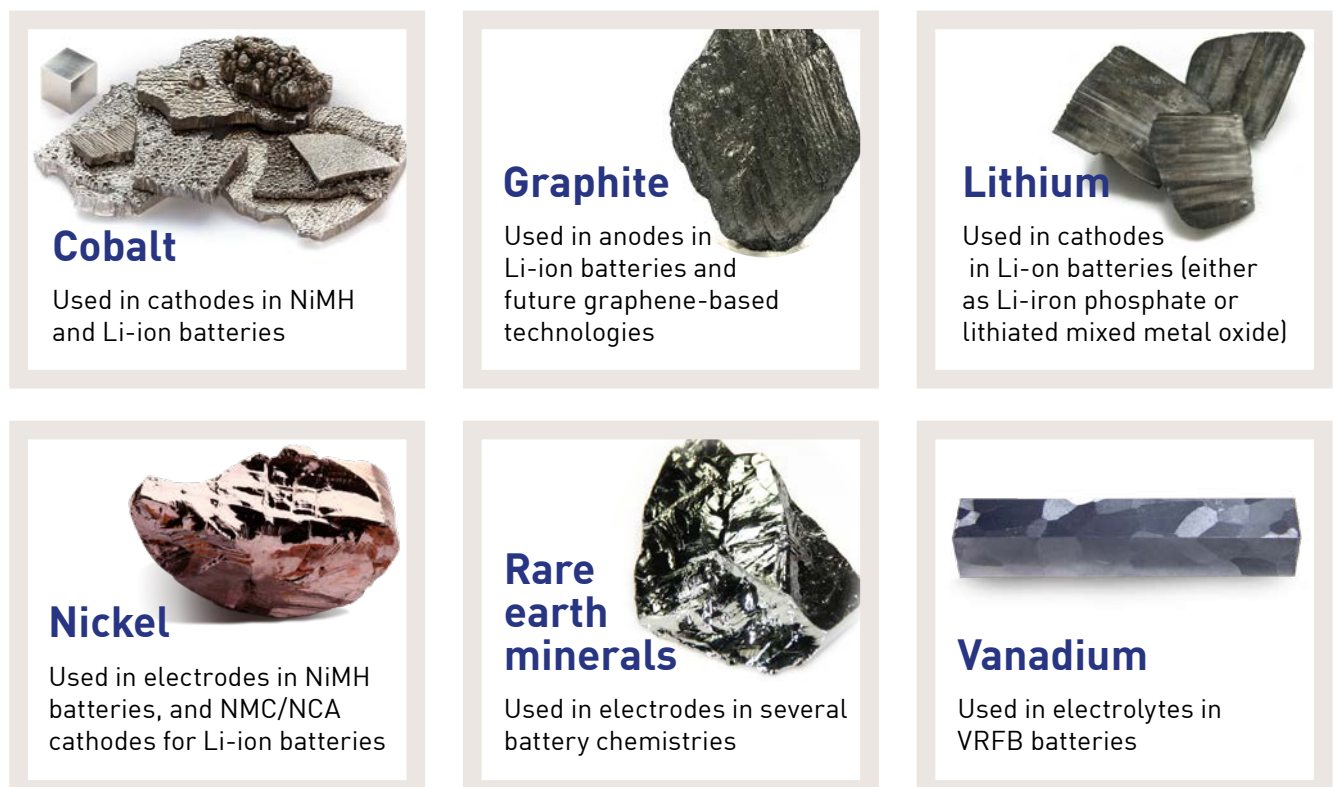 Cobalt
Used in cathodes in NiMH
and Li-ion batteries
Graphite
Used in anodes in
Li-ion batteries and
future graphene-based
technologies
Lithium
Used in cathodes
in Li-on batteries (either
as Li-iron phosphate or
lithiated mixed metal oxide)
Nickel
Used in electrodes in NiMH
batteries, and NMC/NCA
cathodes for Li-ion batteries
Rare
earth
minerals
Used in electrodes in several
battery chemistries
Vanadium
Used in electrolytes in
VRFB batteries